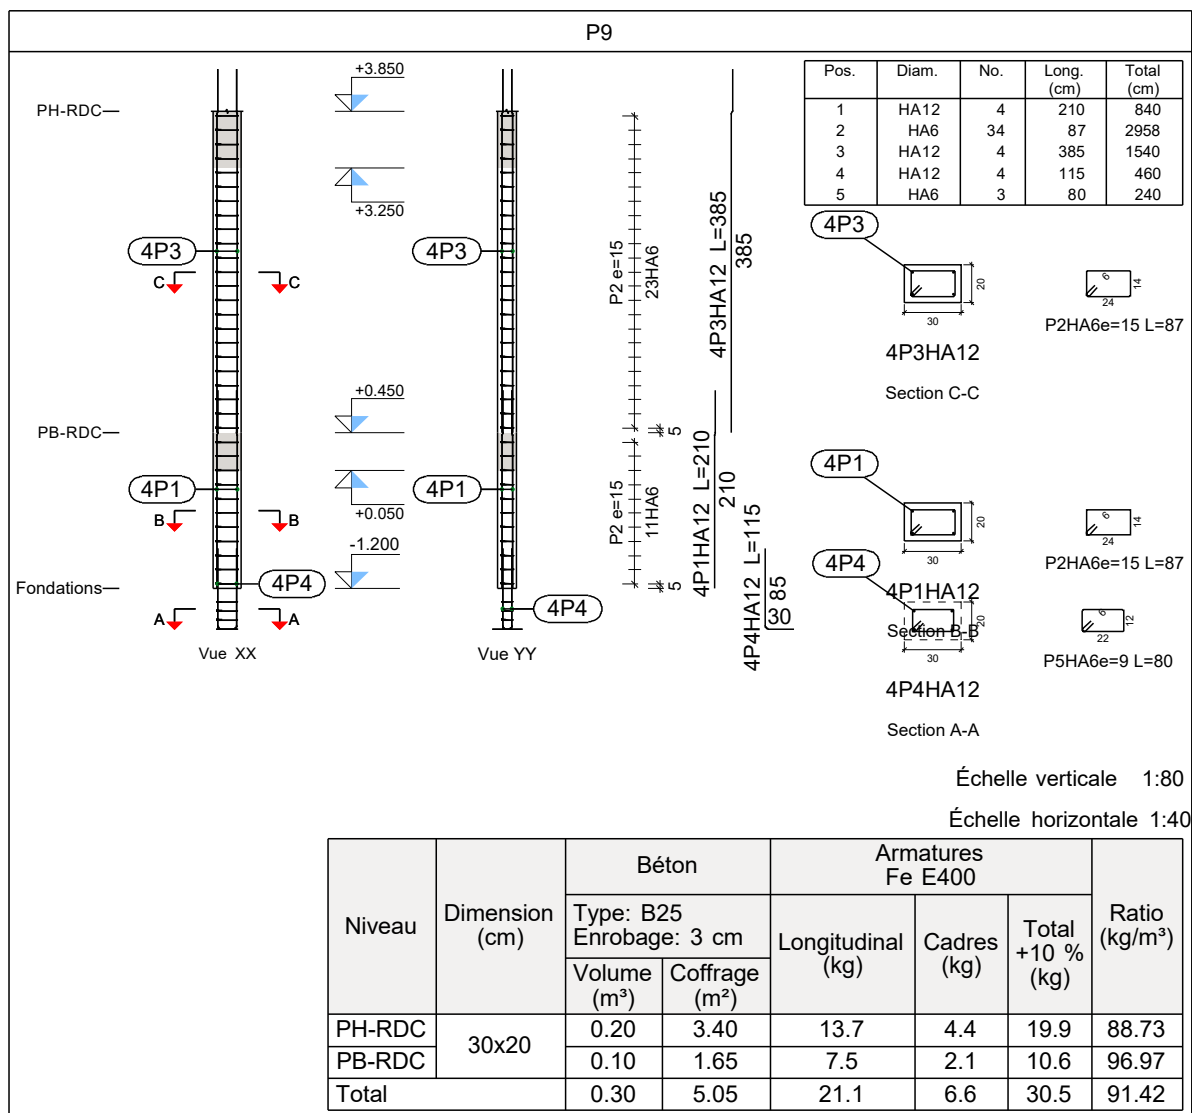 P9
PH-RDC
PB-RDC
Fondations
+3.850
+3.250
+0.450
+0.050
-1.200
4P3
4P3
C
C
4P1
4P1
B
B
4P4
4P4
A
A
Vue XX
Vue YY
P2 e=15
23HA6
5
P2 e=15
11HA6
5
4P3HA12 L=385
385
4P1HA12 L=210
210
4P4HA12 L=115
85
30
Pos. Diam. No. Long. (cm) Total (cm)
1 HA12 4 210 840
2 HA6 34 87 2958
3 HA12 4 385 1540
4 HA12 4 115 460
5 HA6 3 80 240
4P3
20
30
4P3HA12
Section C-C
6
14
24
P2HA6e=15 L=87
4P1
20
30
4P1HA12
Section B-B
6
14
24
P2HA6e=15 L=87
4P4
20
30
4P4HA12
Section A-A
6
12
22
P5HA6e=9 L=80
Échelle verticale 1:80
Échelle horizontale 1:40
Niveau
Dimension
(cm)
Béton
Type: B25
Enrobage: 3 cm
Volume
(m³)
Coffrage
(m²)
Armatures
Fe E400
Longitudinal
(kg)
Cadres
(kg)
Total
+10 %
(kg)
Ratio
(kg/m³)
PH-RDC 30x20 0.20 3.40 13.7 4.4 19.9 88.73
PB-RDC 0.10 1.65 7.5 2.1 10.6 96.97
Total 0.30 5.05 21.1 6.6 30.5 91.42